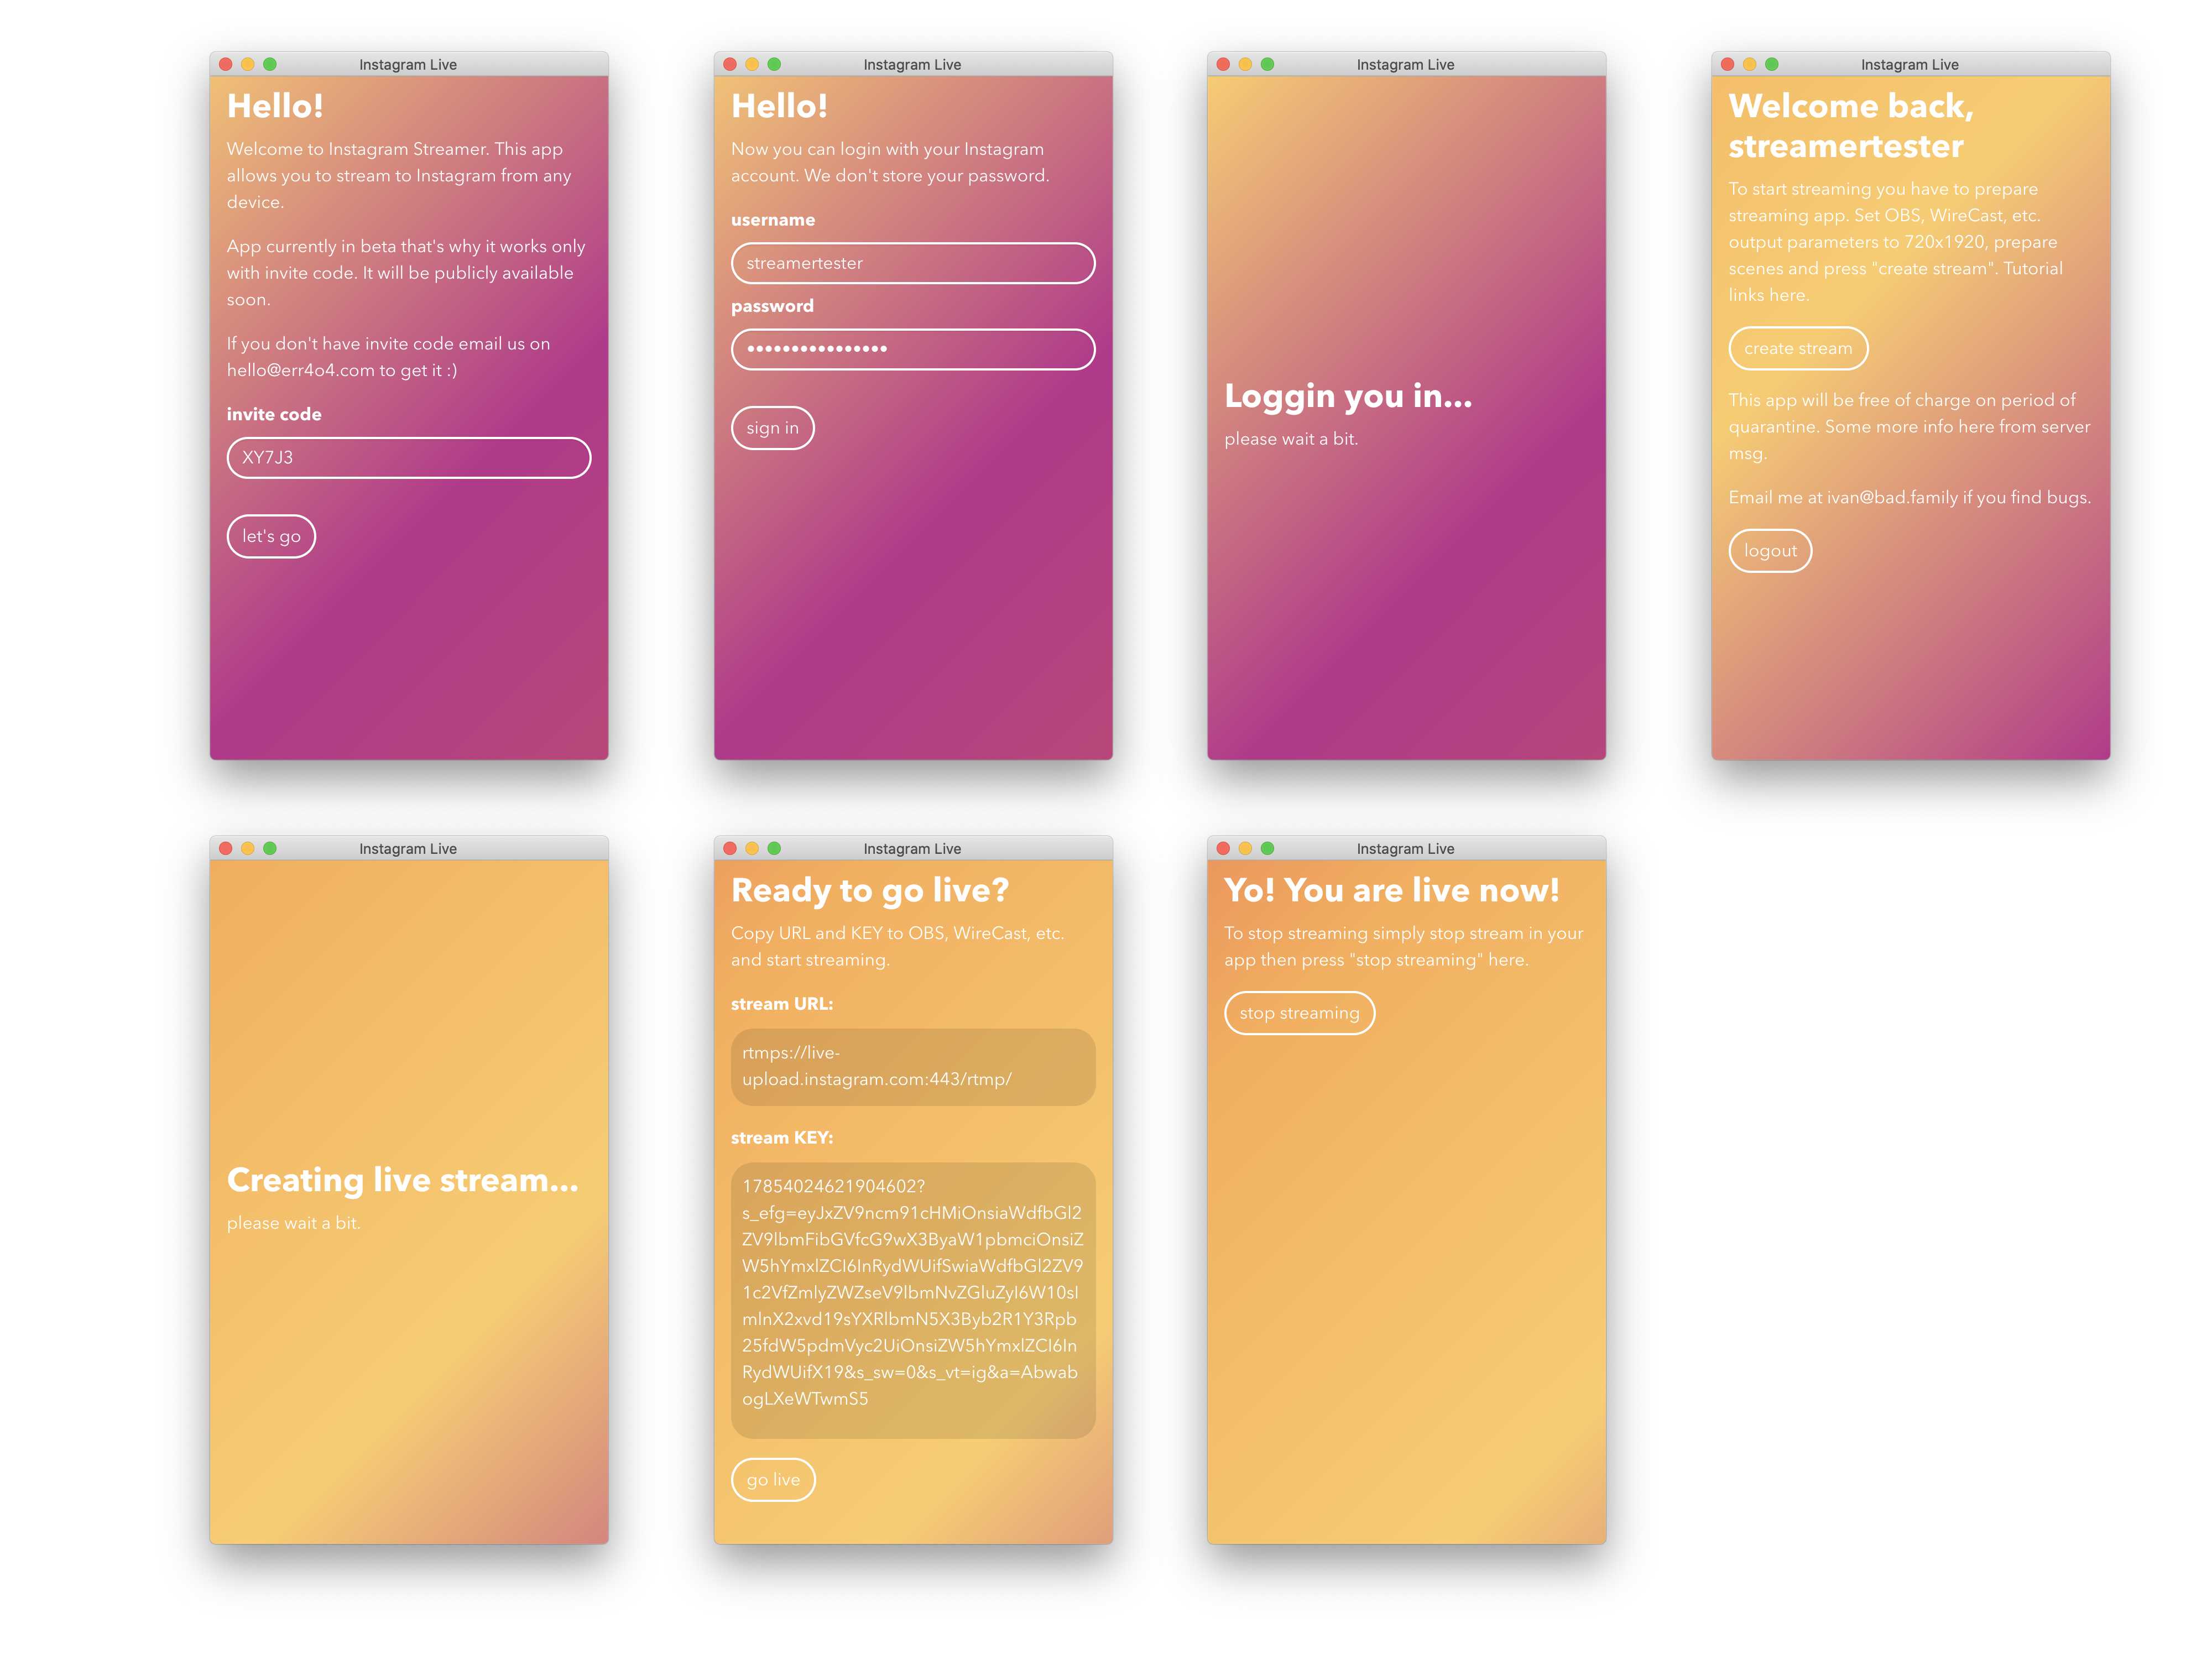 Instagram Live
Hello!
Welcome to Instagram Streamer. This app
allows you to stream to Instagram from any
device.
App currently in beta that's why it works only
with invite code. It will be publicly available
soon.
If you don't have invite code email us on
hello@err4o4.com to get it :)
invite code
XY7J3
let's go
Instagram Live
Hello!
Now you can login with your Instagram
account. We don't store your password.
username
streamertester
password
••••••••••••••••
sign in
Instagram Live
Loggin you in...
please wait a bit.
Instagram Live
Welcome back,
streamertester
To start streaming you have to prepare
streaming app. Set OBS, WireCast, etc.
output parameters to 720x1920, prepare
scenes and press "create stream". Tutorial
links here.
create stream
This app will be free of charge on period of
quarantine. Some more info here from server
msg.
Email me at ivan@bad.family if you find bugs.
logout
Instagram Live
Creating live stream...
please wait a bit.
Instagram Live
Ready to go live?
Copy URL and KEY to OBS, WireCast, etc.
and start streaming.
stream URL:
rtmps://live-
upload.instagram.com:443/rtmp/
stream KEY:
17854024621904602?
s_efg=eyJxZV9ncm91cHMiOnsiaWdfbGl2
ZV9lbmFibGVfcG9wX3ByaW1pbmciOnsiZ
W5hYmxlZCI6InRydWUifSwiaWdfbGl2ZV9
1c2VfZmlyZWZseV9lbmNvZGluZyI6W10sI
mlnX2xvd19sYXRlbmN5X3Byb2R1Y3Rpb
25fdW5pdmVyc2UiOnsiZW5hYmxlZCI6In
RydWUifX19&s_sw=0&s_vt=ig&a=Abwab
ogLXeWTwmS5
go live
Instagram Live
Yo! You are live now!
To stop streaming simply stop stream in your
app then press "stop streaming" here.
stop streaming